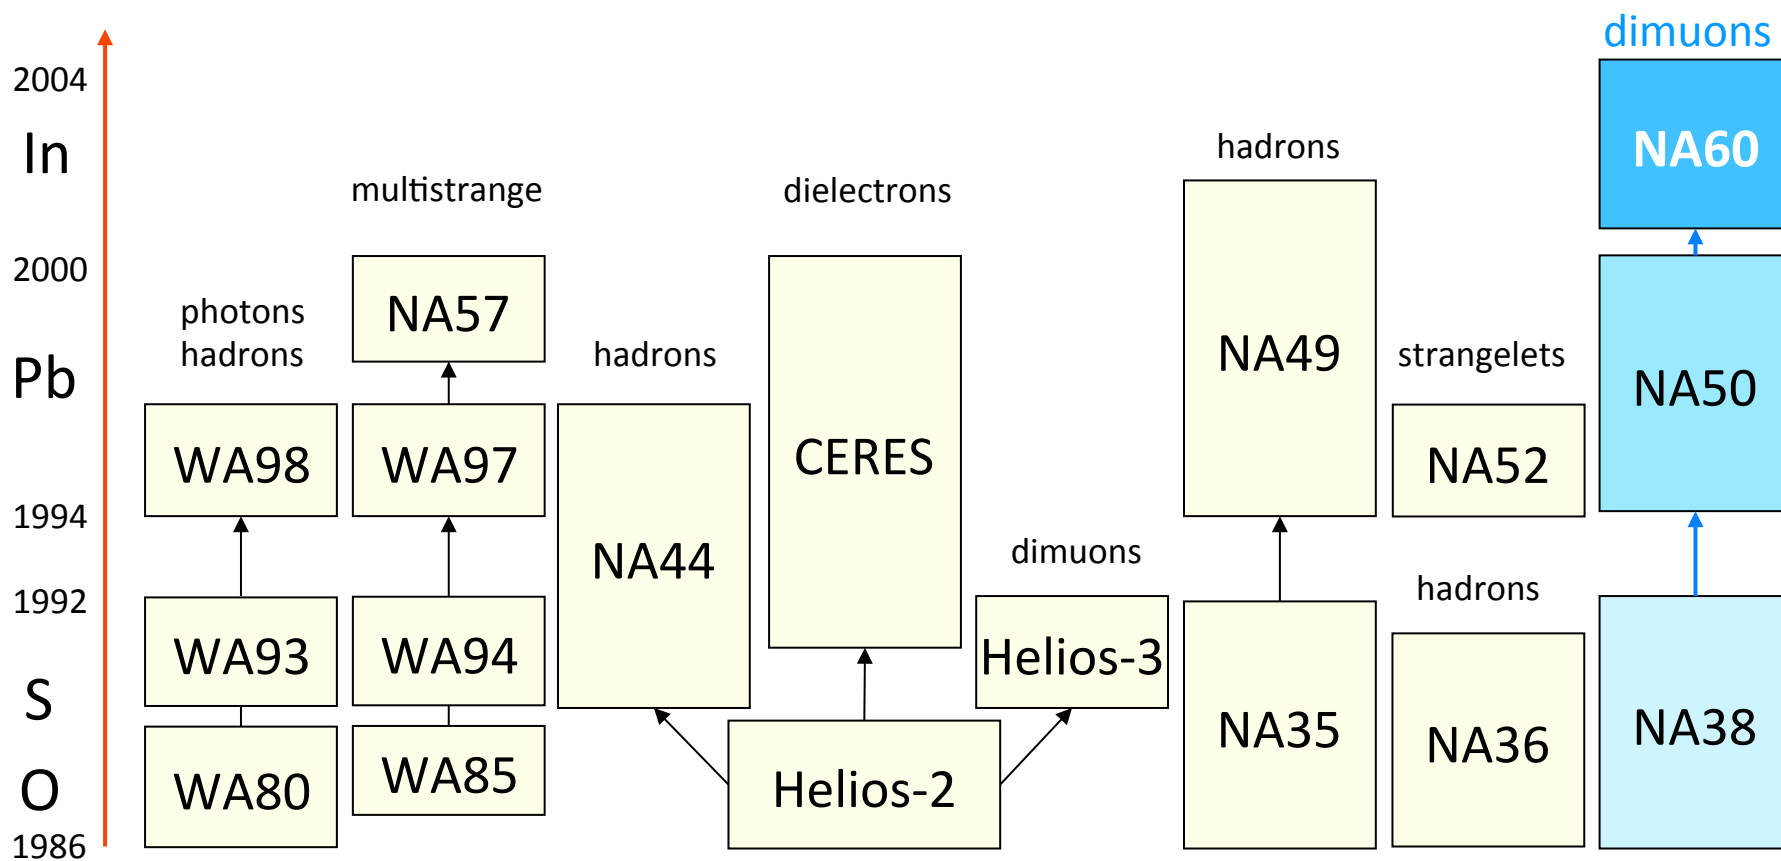 dimuons
2004
In
NA60
hadrons
multistrange
dielectrons
2000
photons
hadrons
NA57
hadrons
NA49
strangelets
Pb
NA50
WA98
WA97
CERES
NA52
1994
NA44
dimuons
1992
hadrons
WA93
WA94
Helios-3
S
NA35
NA36
NA38
O
WA80
WA85
Helios-2
1986